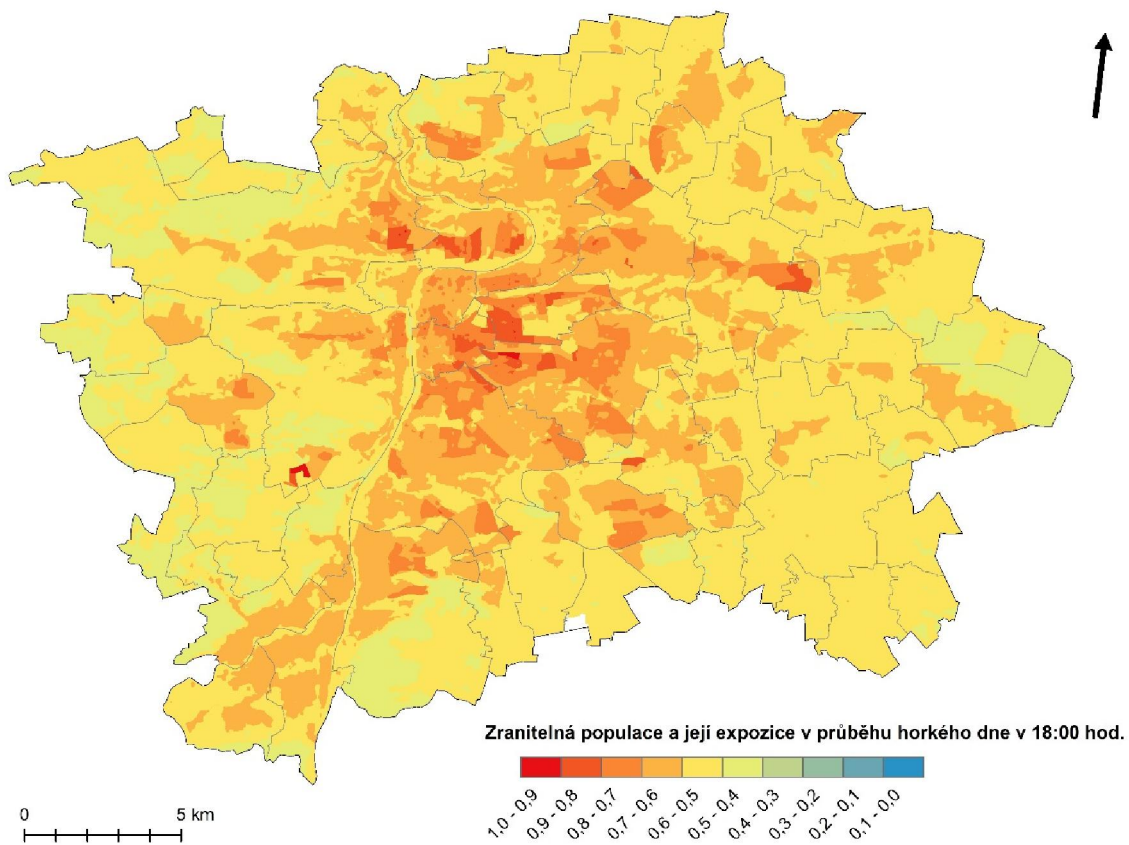 Zranitelná populace a její expozice v průběhu horkého dne v 18:00 hod.
1,0 - 0,9
0,9 - 0,8
0,8 - 0,7
0,7 - 0,6
0,6 - 0,5
0,5 - 0,4
0,4 - 0,3
0,3 - 0,2
0,2 - 0,1
0,1 - 0,0
0 5 km